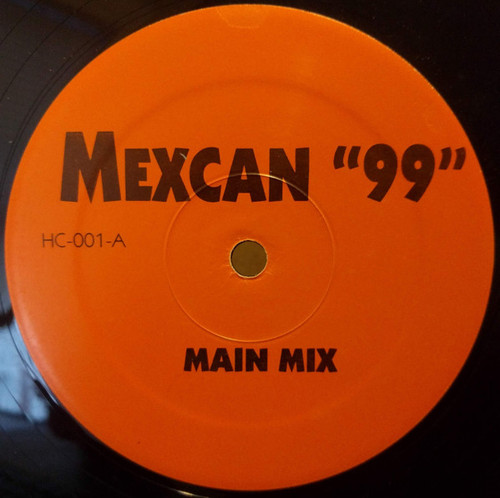 MEXCAN “99”
HC-001-A
MAIN MIX